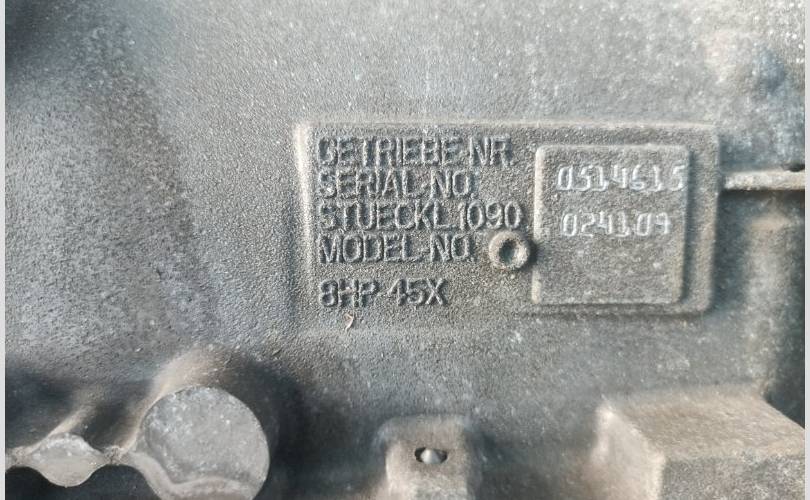 GETRIEBE-NR.
SERIAL-NO. 0514615
STUECKL.1090 024109
MODEL-NO.
8HP-45X